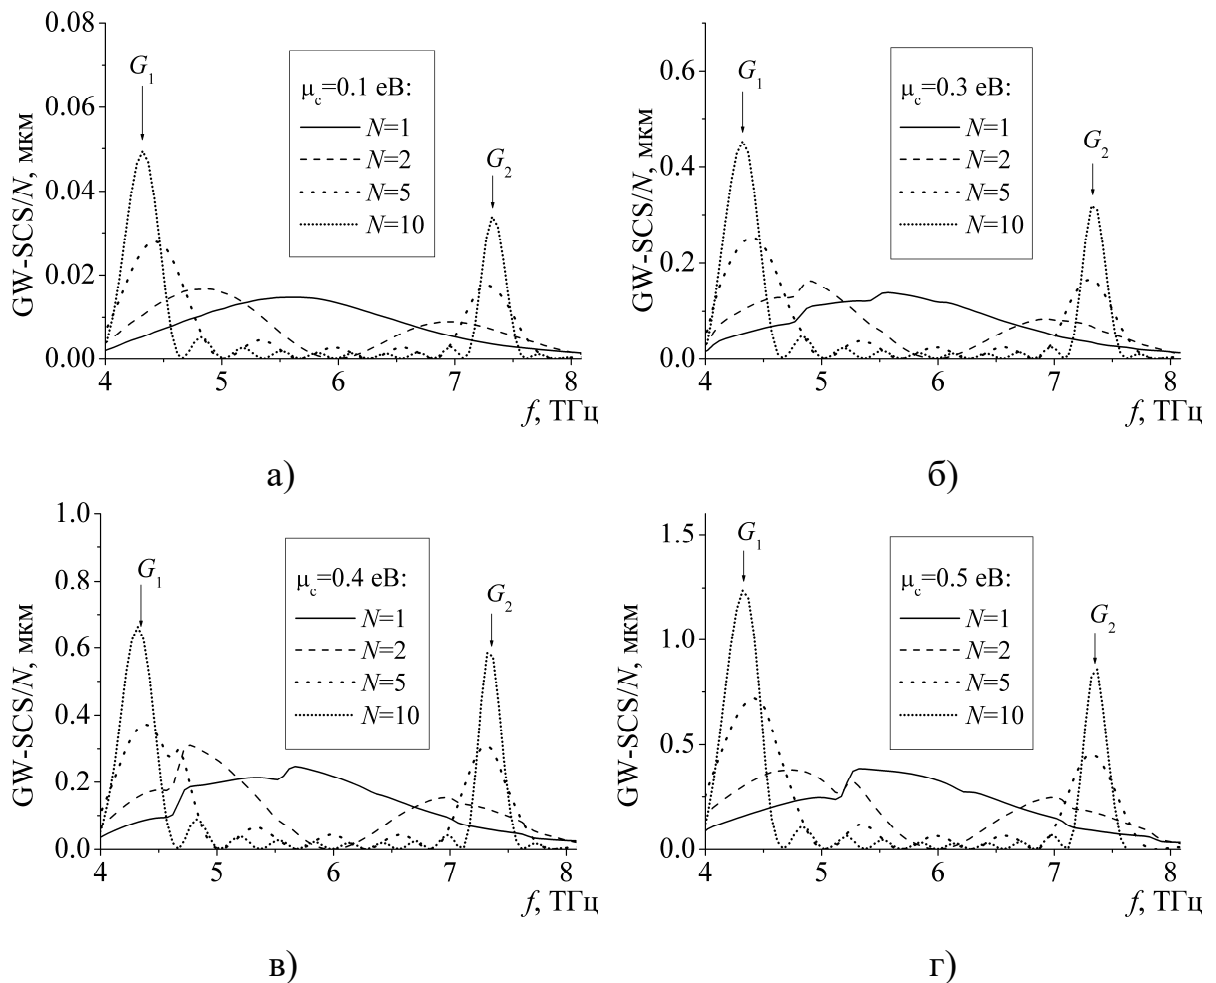 0.08
0.06
0.04
0.02
0.00
GW-SCS/N, мкм
G₁
G₂
μc=0.1 еВ:
N=1
N=2
N=5
N=10
4 5 6 7 8
f, ТГц
а)
0.6
0.4
0.2
0.0
GW-SCS/N, мкм
G₁
G₂
μc=0.3 еВ:
N=1
N=2
N=5
N=10
4 5 6 7 8
f, ТГц
б)
1.0
0.8
0.6
0.4
0.2
0.0
GW-SCS/N, мкм
G₁
G₂
μc=0.4 еВ:
N=1
N=2
N=5
N=10
4 5 6 7 8
f, ТГц
в)
1.5
1.0
0.5
0.0
GW-SCS/N, мкм
G₁
G₂
μc=0.5 еВ:
N=1
N=2
N=5
N=10
4 5 6 7 8
f, ТГц
г)